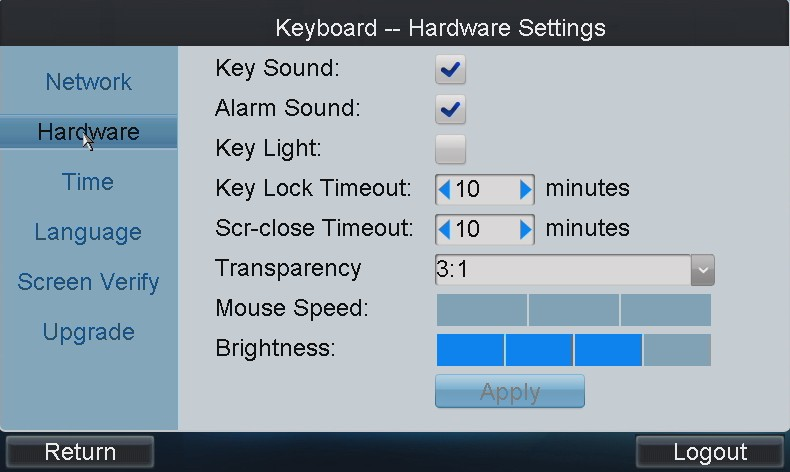 Keyboard -- Hardware Settings
Network
Hardware
Time
Language
Screen Verify
Upgrade
Key Sound:
Alarm Sound:
Key Light:
Key Lock Timeout: 10 minutes
Scr-close Timeout: 10 minutes
Transparency 3:1
Mouse Speed:
Brightness:
Apply
Return
Logout